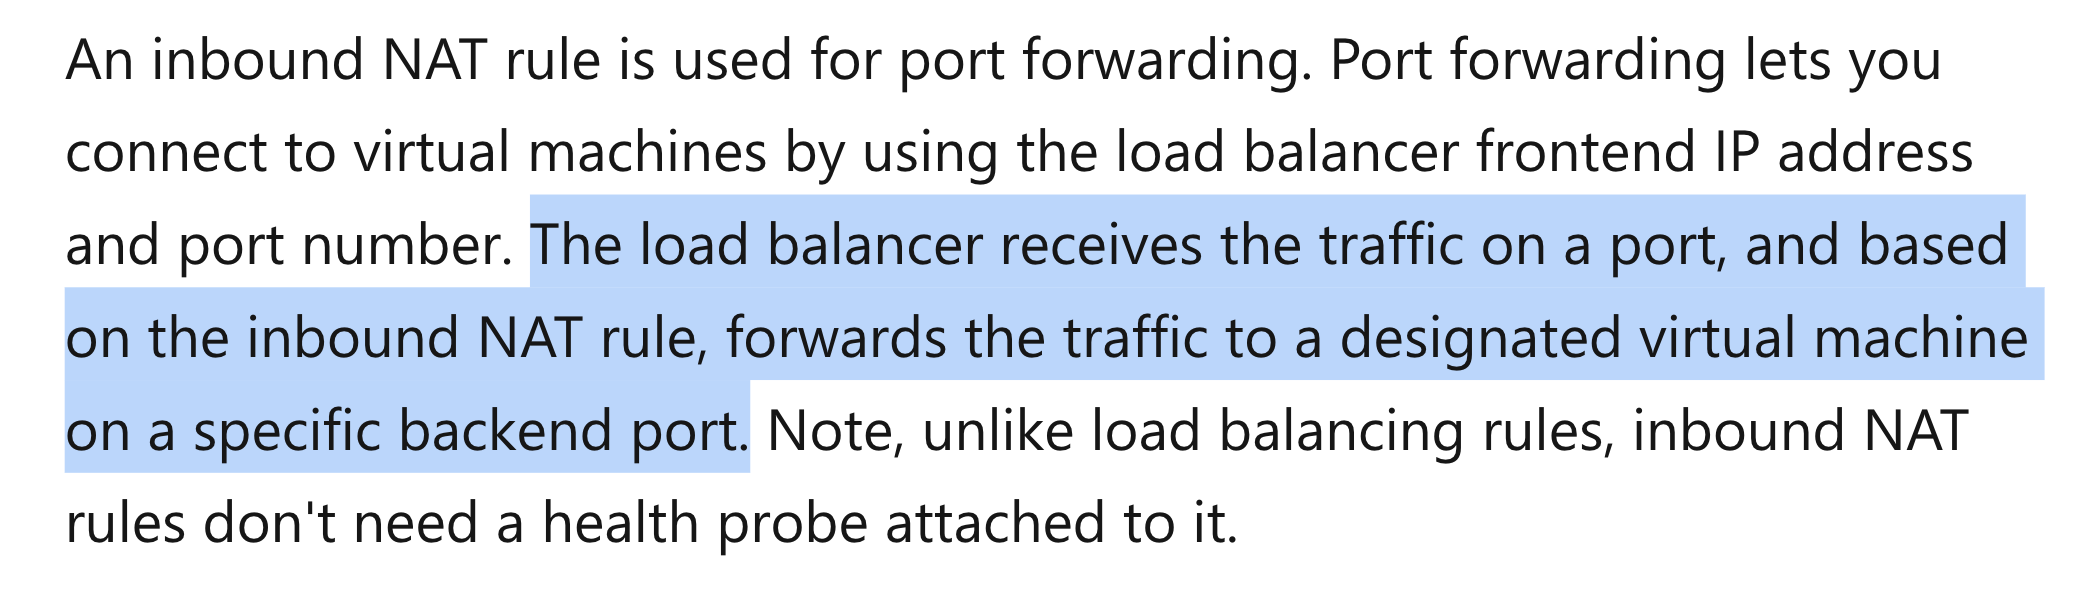 An inbound NAT rule is used for port forwarding. Port forwarding lets you
connect to virtual machines by using the load balancer frontend IP address
and port number. The load balancer receives the traffic on a port, and based
on the inbound NAT rule, forwards the traffic to a designated virtual machine
on a specific backend port. Note, unlike load balancing rules, inbound NAT
rules don't need a health probe attached to it.